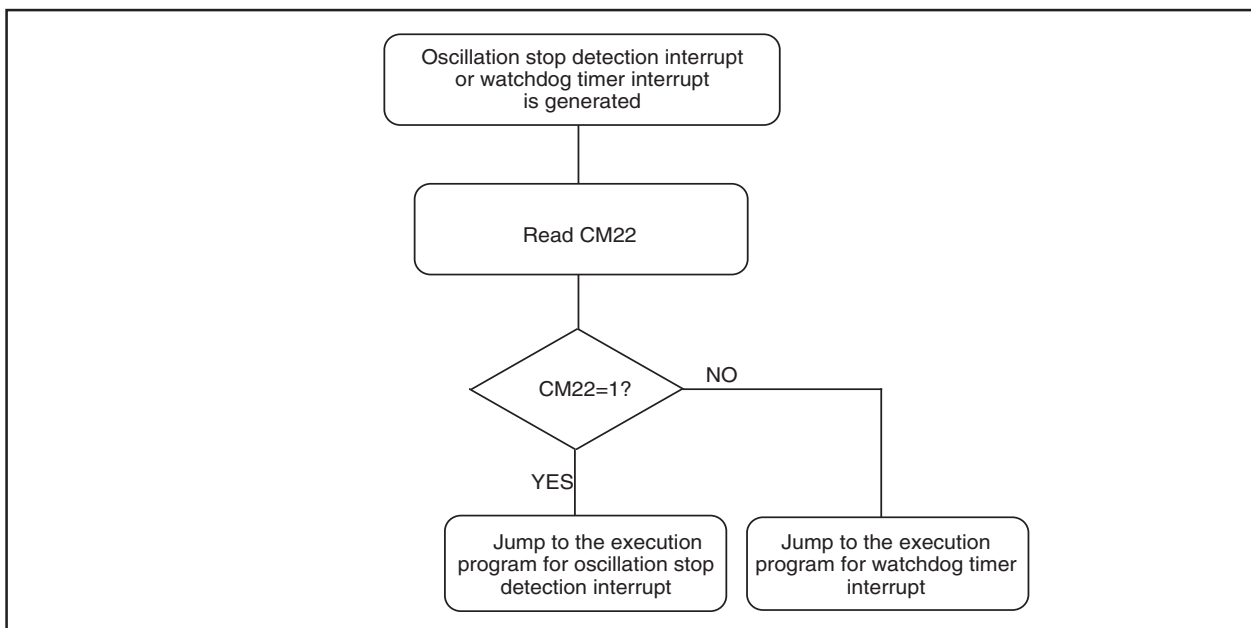 Oscillation stop detection interrupt
or watchdog timer interrupt
is generated
Read CM22
CM22=1?
NO
YES
Jump to the execution
program for oscillation stop
detection interrupt
Jump to the execution
program for watchdog timer
interrupt